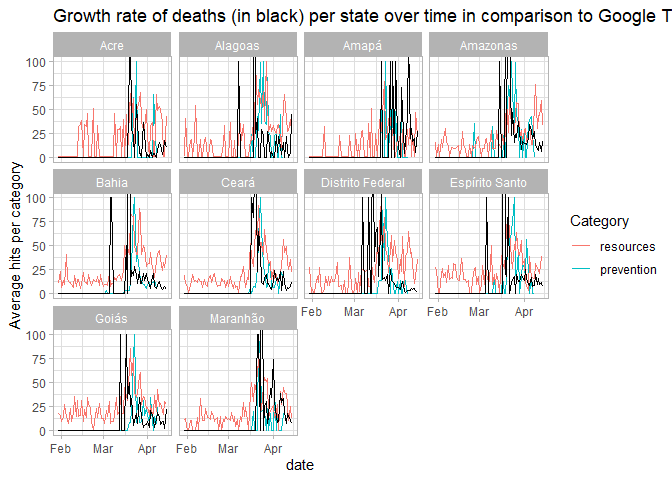 Growth rate of deaths (in black) per state over time in comparison to Google T
Acre Alagoas Amapá Amazonas
100
75
50
25
0
Bahia Ceará Distrito Federal Espírito Santo
100
75
50
25
0
Feb Mar Apr Feb Mar Apr
Goiás Maranhão
100
75
50
25
0
Feb Mar Apr Feb Mar Apr
Average hits per category
date
Category
resources
prevention